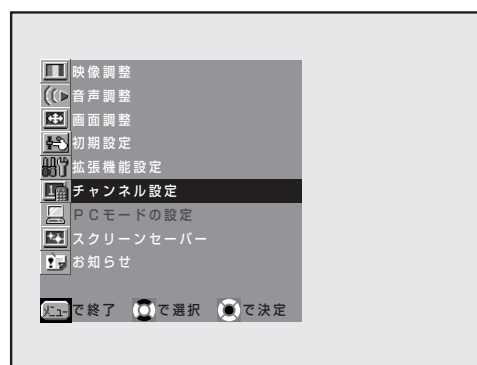 映像調整
音声調整
画面調整
初期設定
拡張機能設定
チャンネル設定
PCモードの設定
スクリーンセーバー
お知らせ
メニューで終了 で選択 で決定